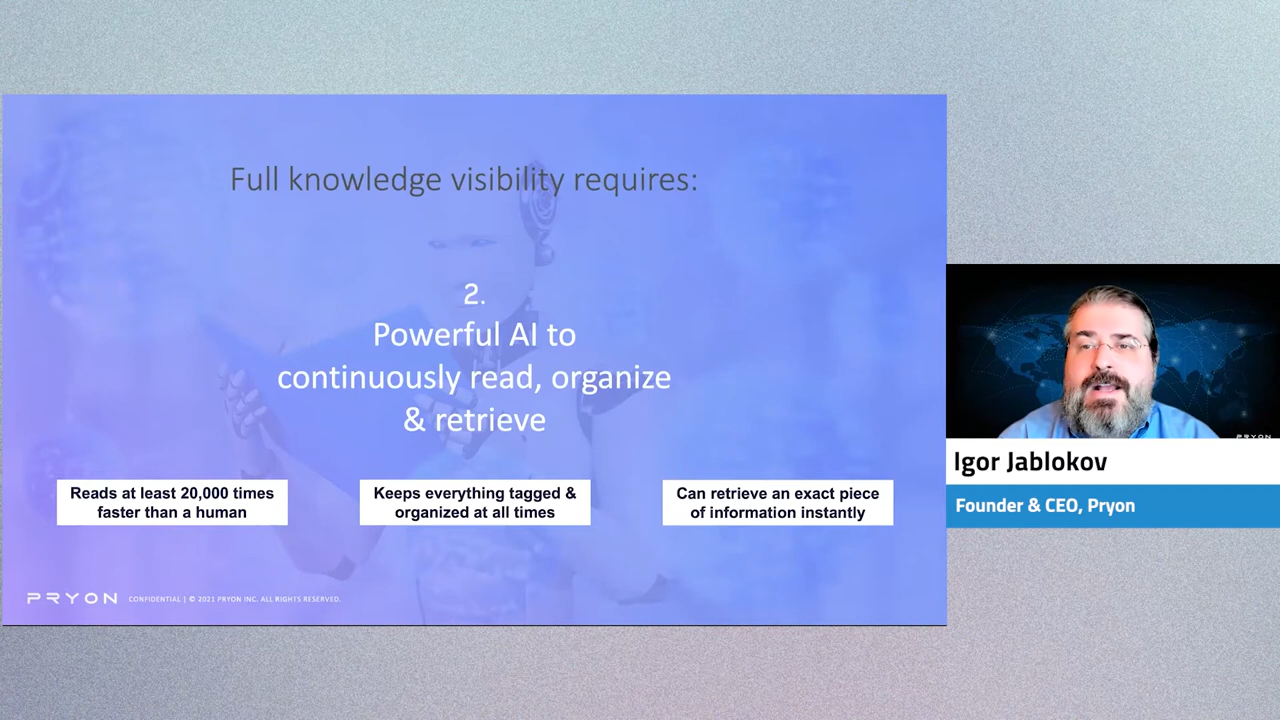 Full knowledge visibility requires:
2.
Powerful AI to
continuously read, organize
& retrieve
Reads at least 20,000 times
faster than a human
Keeps everything tagged &
organized at all times
Can retrieve an exact piece
of information instantly
PRYON CONFIDENTIAL | © 2021 PRYON INC. ALL RIGHTS RESERVED.
PRYON
Igor Jablokov
Founder & CEO, Pryon